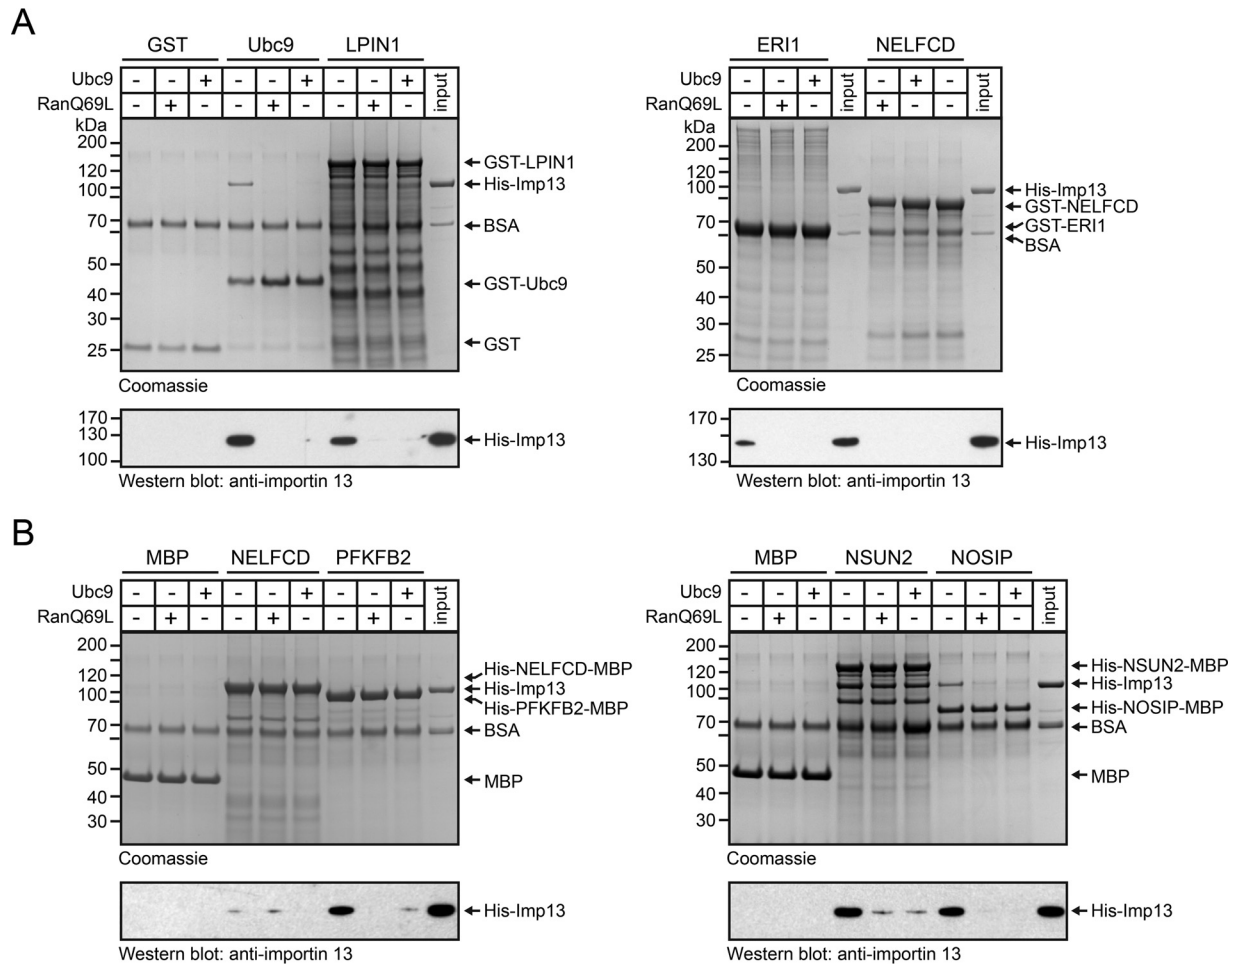 A
GST Ubc9 LPIN1
Ubc9 - - + - - + - - + input
RanQ69L - + - - + - - + -
kDa
200
120
100
70
50
40
30
25
GST-LPIN1
His-Imp13
BSA
GST-Ubc9
GST
Coomassie
170
130
100
His-Imp13
Western blot: anti-importin 13
ERI1 NELFCD
Ubc9 - - + input - + - input
RanQ69L - + - + - -
kDa
200
120
100
70
50
40
30
25
His-Imp13
GST-NELFCD
GST-ERI1
BSA
Coomassie
170
130
His-Imp13
Western blot: anti-importin 13
B
MBP NELFCD PFKFB2
Ubc9 - - + - - + - - + input
RanQ69L - + - - + - - + -
200
120
100
70
50
40
30
His-NELFCD-MBP
His-Imp13
His-PFKFB2-MBP
BSA
MBP
Coomassie
His-Imp13
Western blot: anti-importin 13
MBP NSUN2 NOSIP
Ubc9 - - + - - + - - + input
RanQ69L - + - - + - - + -
200
120
100
70
50
40
30
His-NSUN2-MBP
His-Imp13
His-NOSIP-MBP
BSA
MBP
Coomassie
His-Imp13
Western blot: anti-importin 13